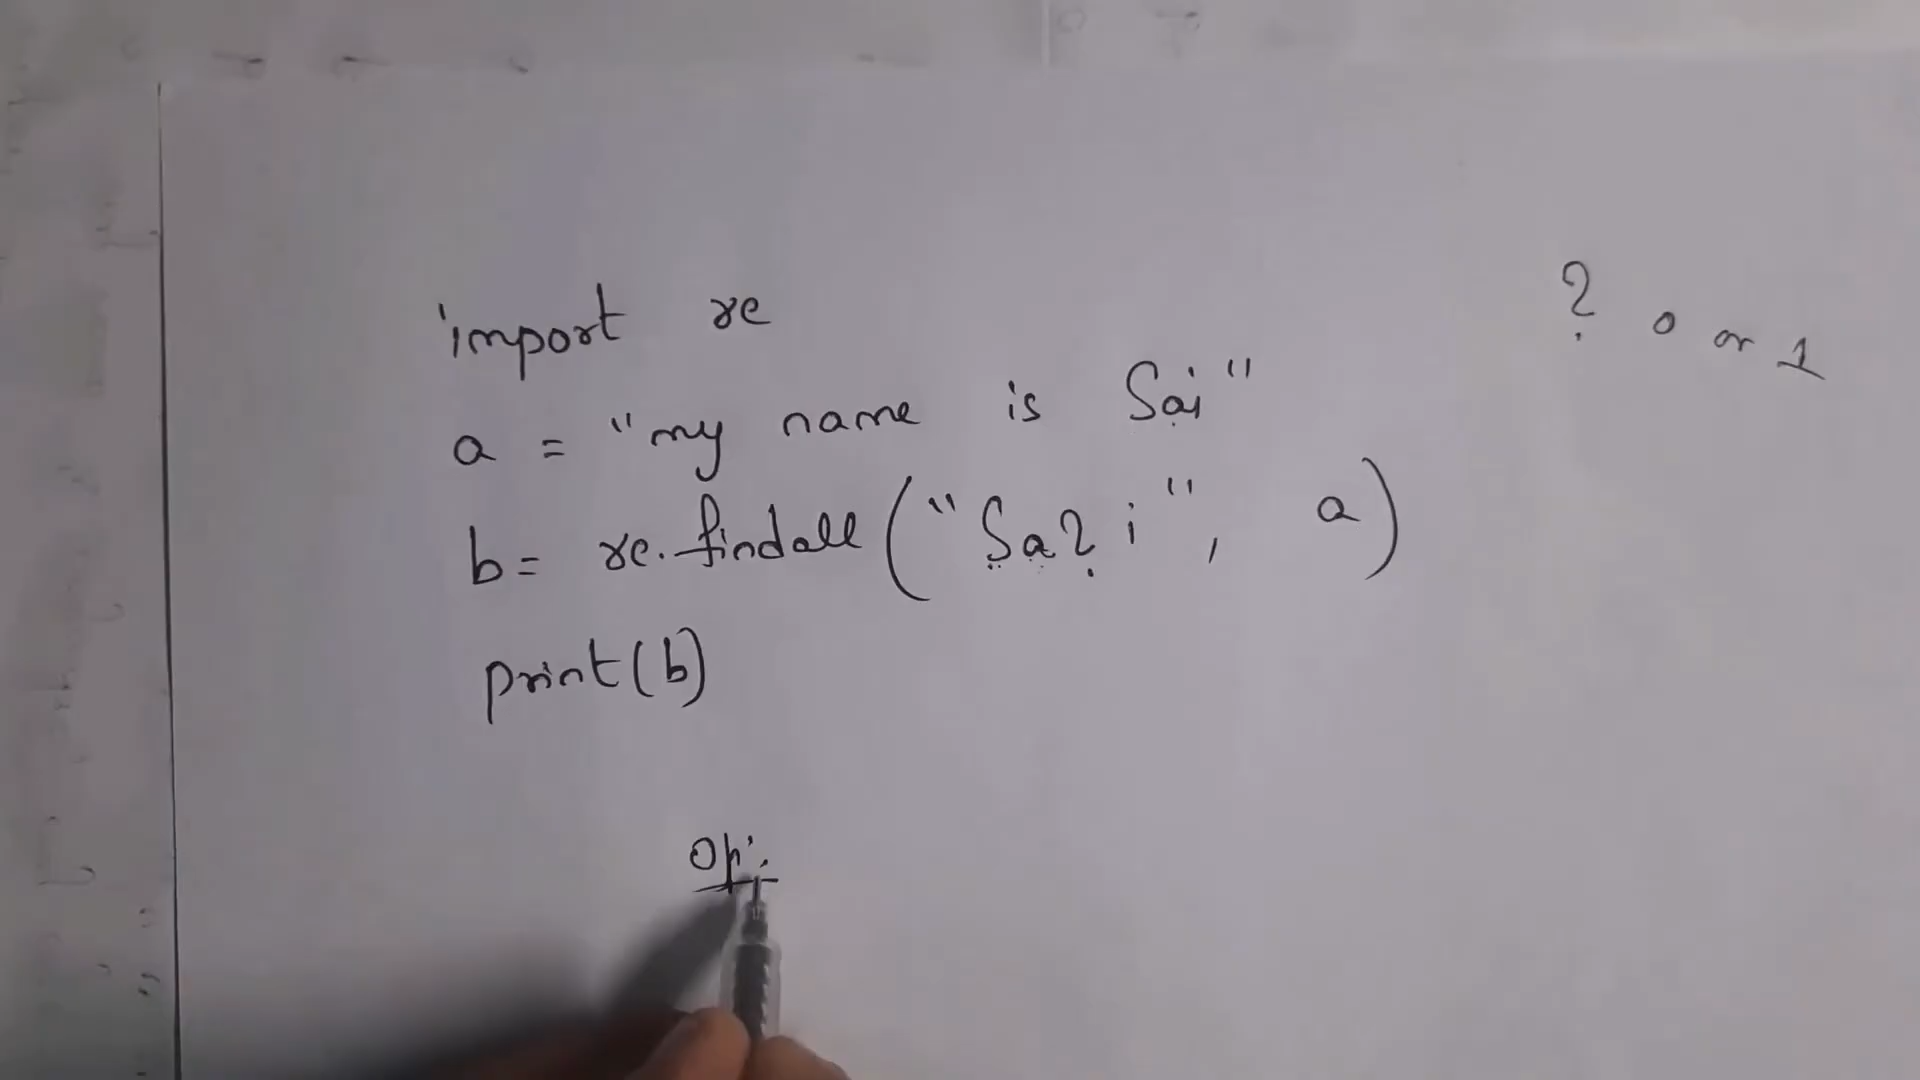 import re
? 0 or 1
a = "my name is Sai"
b = re.findall("Sa?i", a)
print(b)
Op: